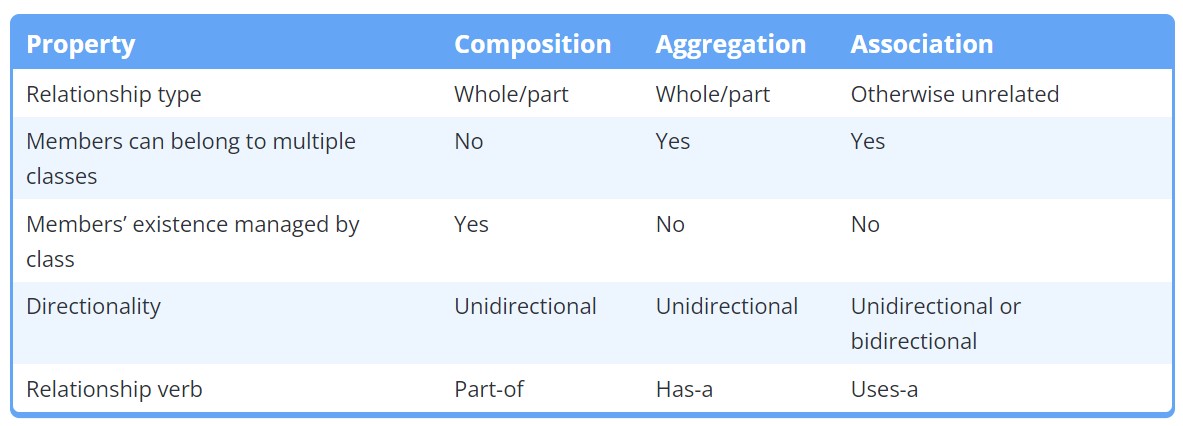 Property Composition Aggregation Association
Relationship type Whole/part Whole/part Otherwise unrelated
Members can belong to multiple No Yes Yes
classes
Members’ existence managed by Yes No No
class
Directionality Unidirectional Unidirectional Unidirectional or
bidirectional
Relationship verb Part-of Has-a Uses-a